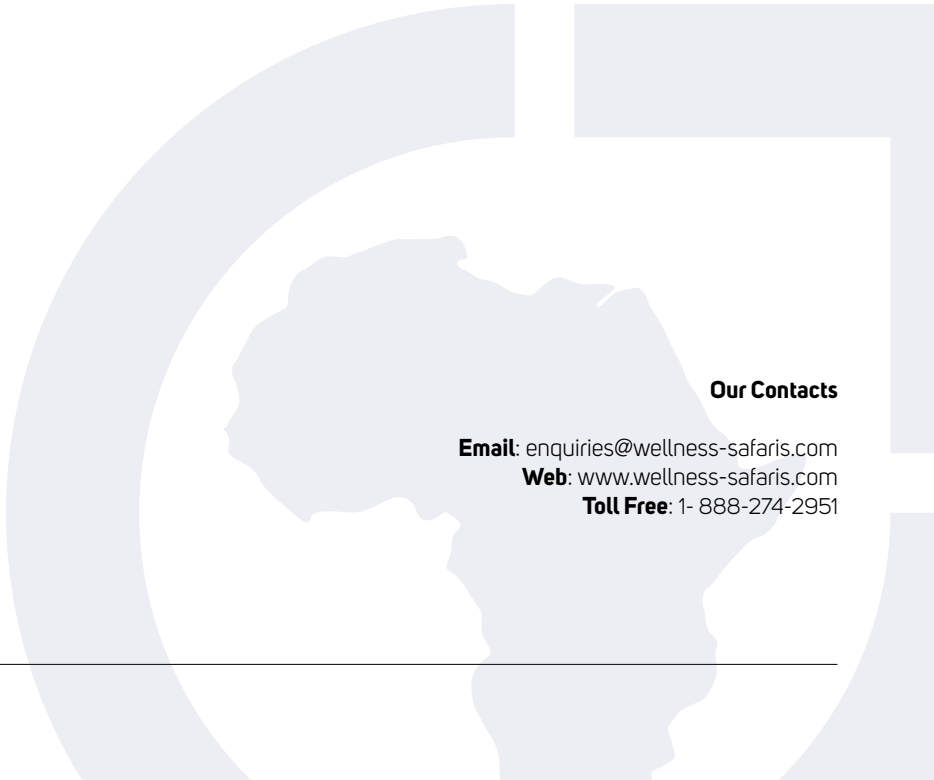 Our Contacts
Email: enquiries@wellness-safaris.com
Web: www.wellness-safaris.com
Toll Free: 1- 888-274-2951